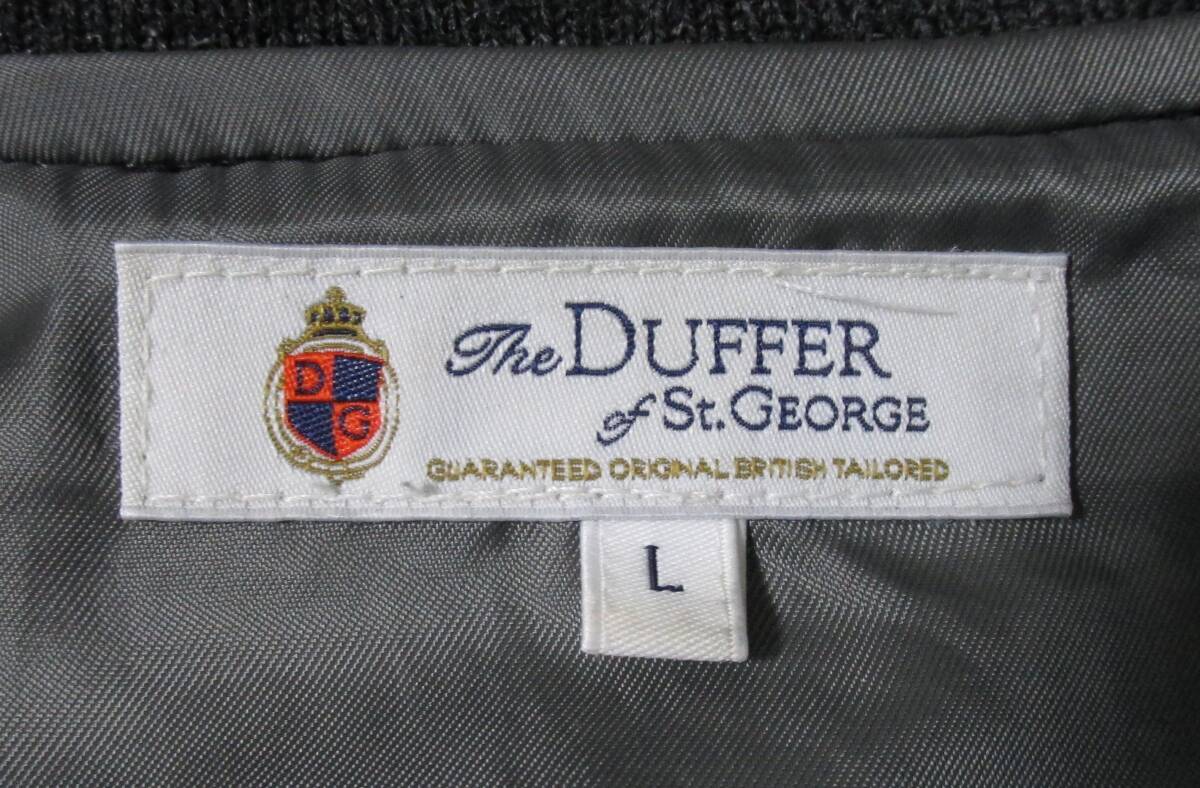 D
G
The DUFFER
of ST. GEORGE
GUARANTEED ORIGINAL BRITISH TAILORED
L